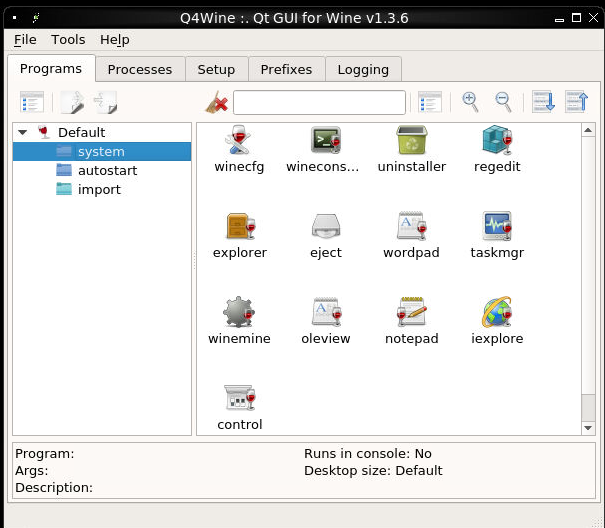 Q4Wine :. Qt GUI for Wine v1.3.6
File Tools Help
Programs Processes Setup Prefixes Logging
Default
system
autostart
import
winecfg winecons... uninstaller regedit
explorer eject wordpad taskmgr
winemine oleview notepad iexplore
control
Program: Runs in console: No
Args: Desktop size: Default
Description: